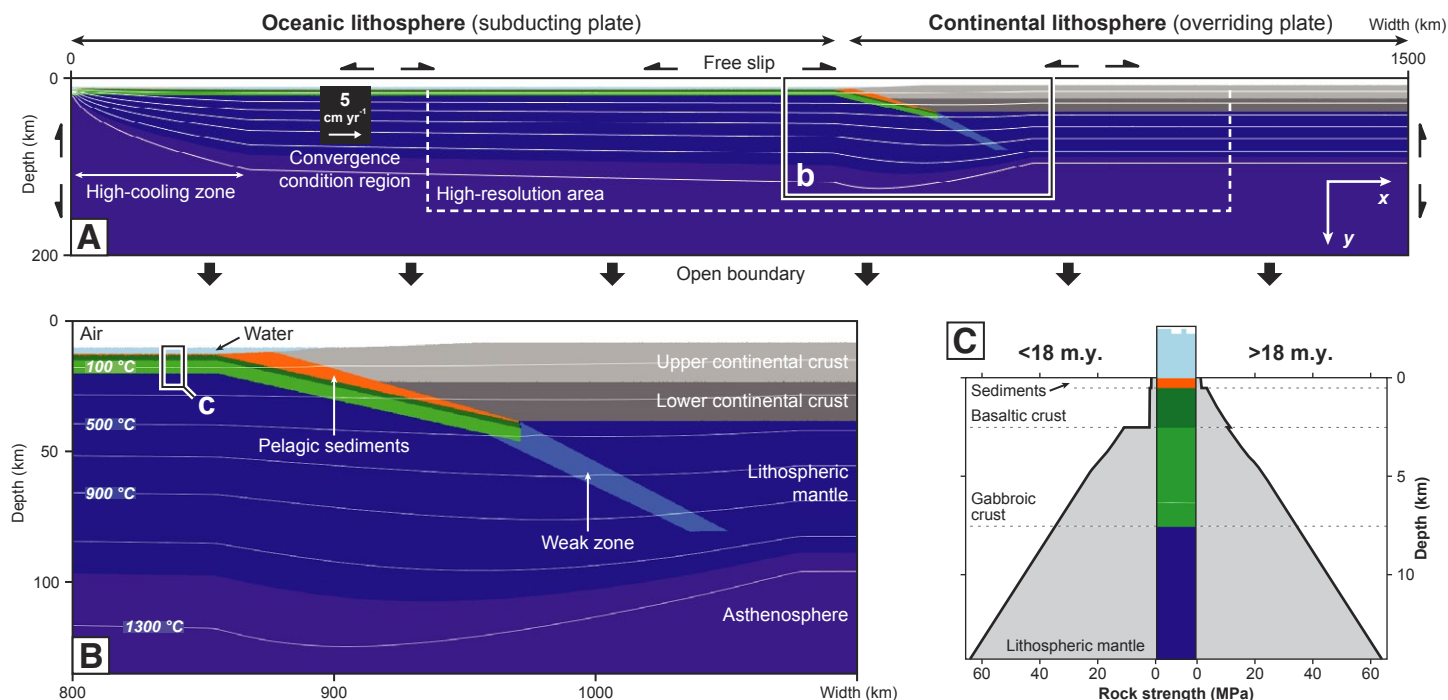 Oceanic lithosphere (subducting plate)
Continental lithosphere (overriding plate)
Width (km)
0
1500
Free slip
0
200
Depth (km)
5
cm yr⁻¹
Convergence
condition region
High-cooling zone
High-resolution area
b
x
y
A
Open boundary
0
50
100
Depth (km)
Air
Water
100 °C
c
500 °C
900 °C
1300 °C
Pelagic sediments
Weak zone
Upper continental crust
Lower continental crust
Lithospheric
mantle
Asthenosphere
B
800
900
1000
Width (km)
C
<18 m.y.
>18 m.y.
Sediments
Basaltic crust
Gabbroic
crust
Lithospheric mantle
0
5
10
Depth (km)
60
40
20
0
0
20
40
60
Rock strength (MPa)